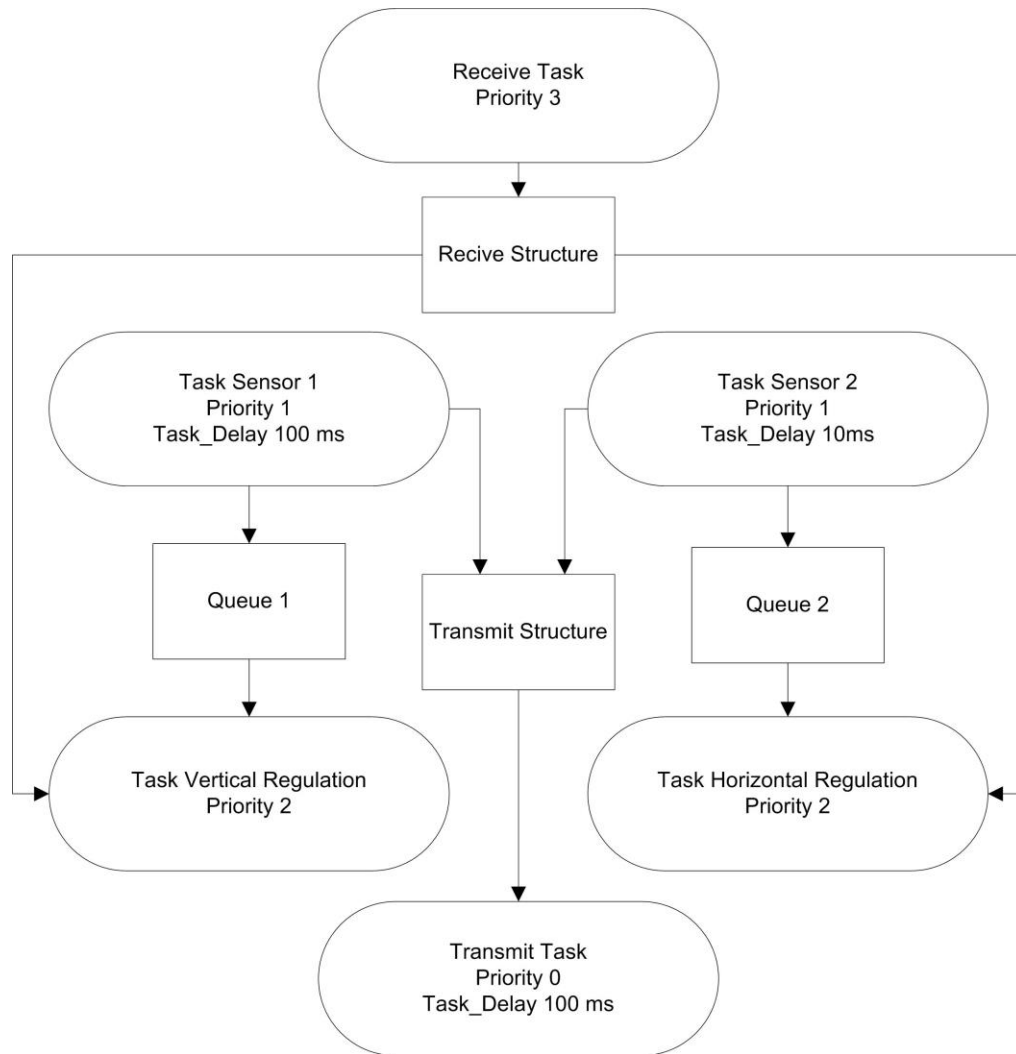 Receive Task
Priority 3
Recive Structure
Task Sensor 1
Priority 1
Task_Delay 100 ms
Task Sensor 2
Priority 1
Task_Delay 10ms
Queue 1
Transmit Structure
Queue 2
Task Vertical Regulation
Priority 2
Task Horizontal Regulation
Priority 2
Transmit Task
Priority 0
Task_Delay 100 ms